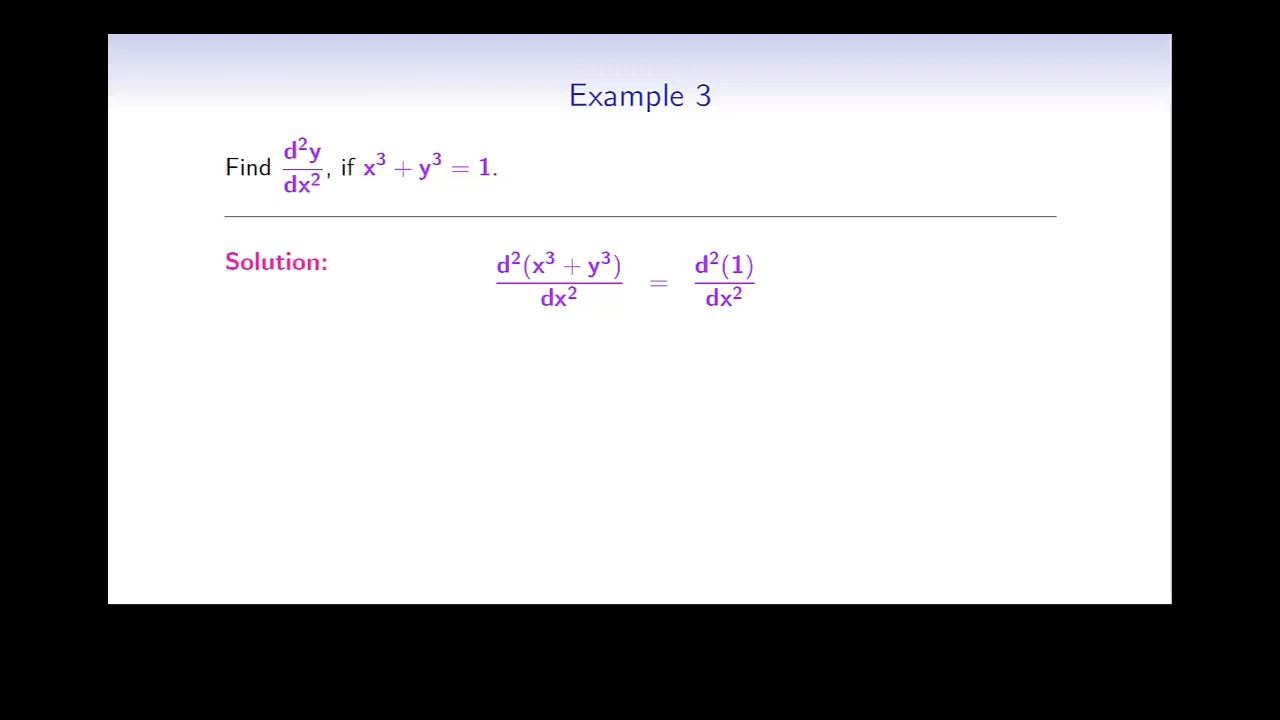 Example 3
Find d²y/dx², if x³ + y³ = 1.
Solution: d²(x³ + y³)/dx² = d²(1)/dx²